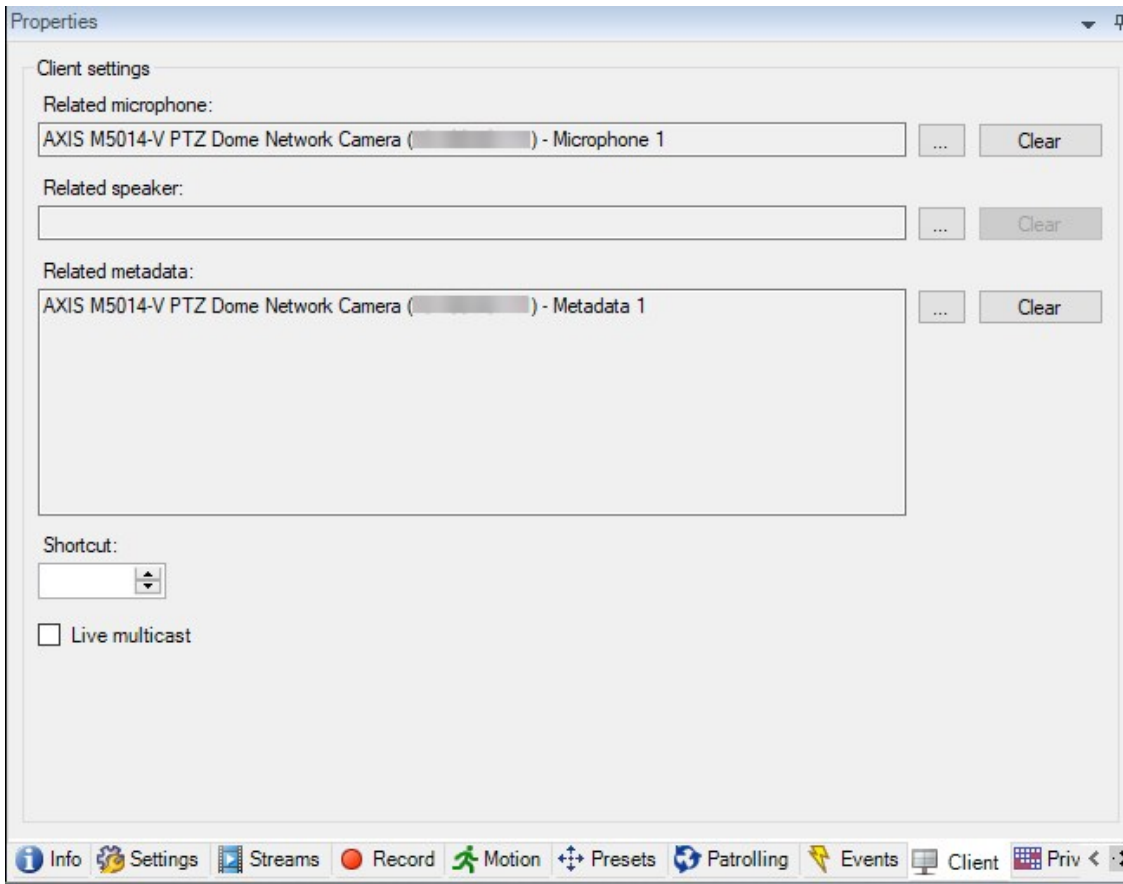 Properties
Client settings
Related microphone:
AXIS M5014-V PTZ Dome Network Camera ( ) - Microphone 1 ... Clear
Related speaker:
... Clear
Related metadata:
AXIS M5014-V PTZ Dome Network Camera ( ) - Metadata 1 ... Clear
Shortcut:
Live multicast
Info Settings Streams Record Motion Presets Patrolling Events Client Priv